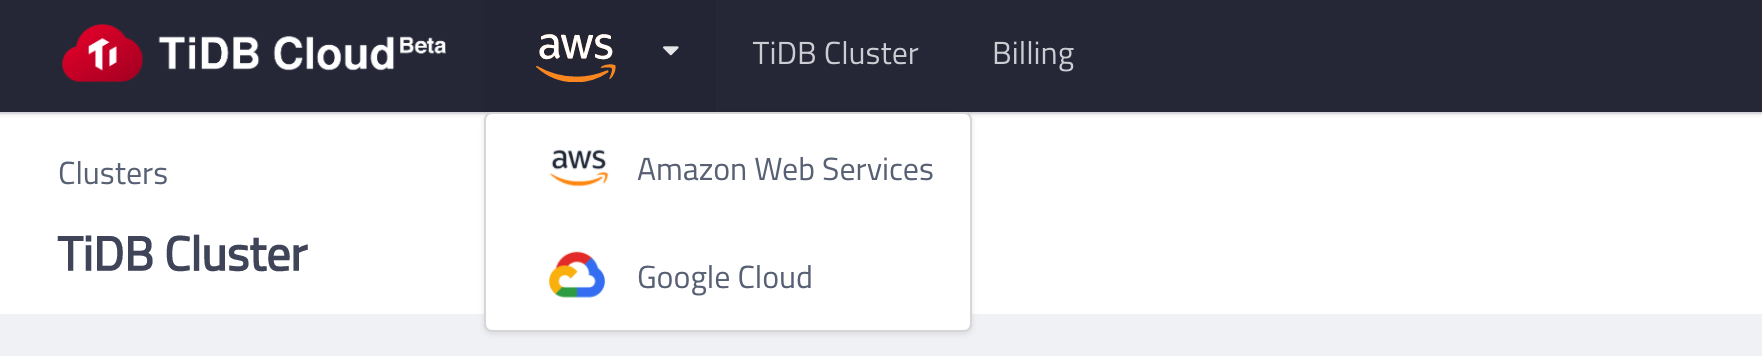 TiDB Cloud Beta
aws
TiDB Cluster
Billing
Clusters
TiDB Cluster
aws Amazon Web Services
Google Cloud